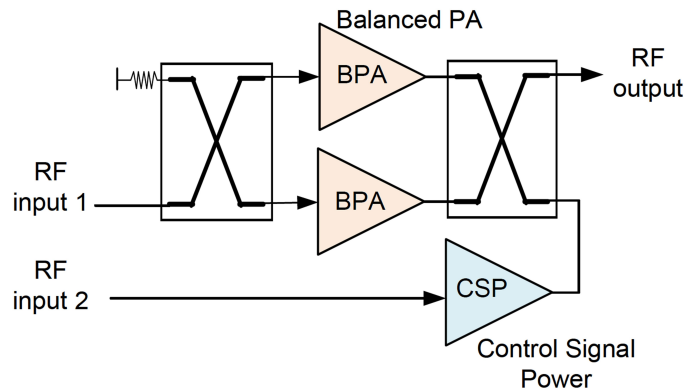 Balanced PA
BPA
RF
output
RF
input 1
BPA
RF
input 2
CSP
Control Signal
Power